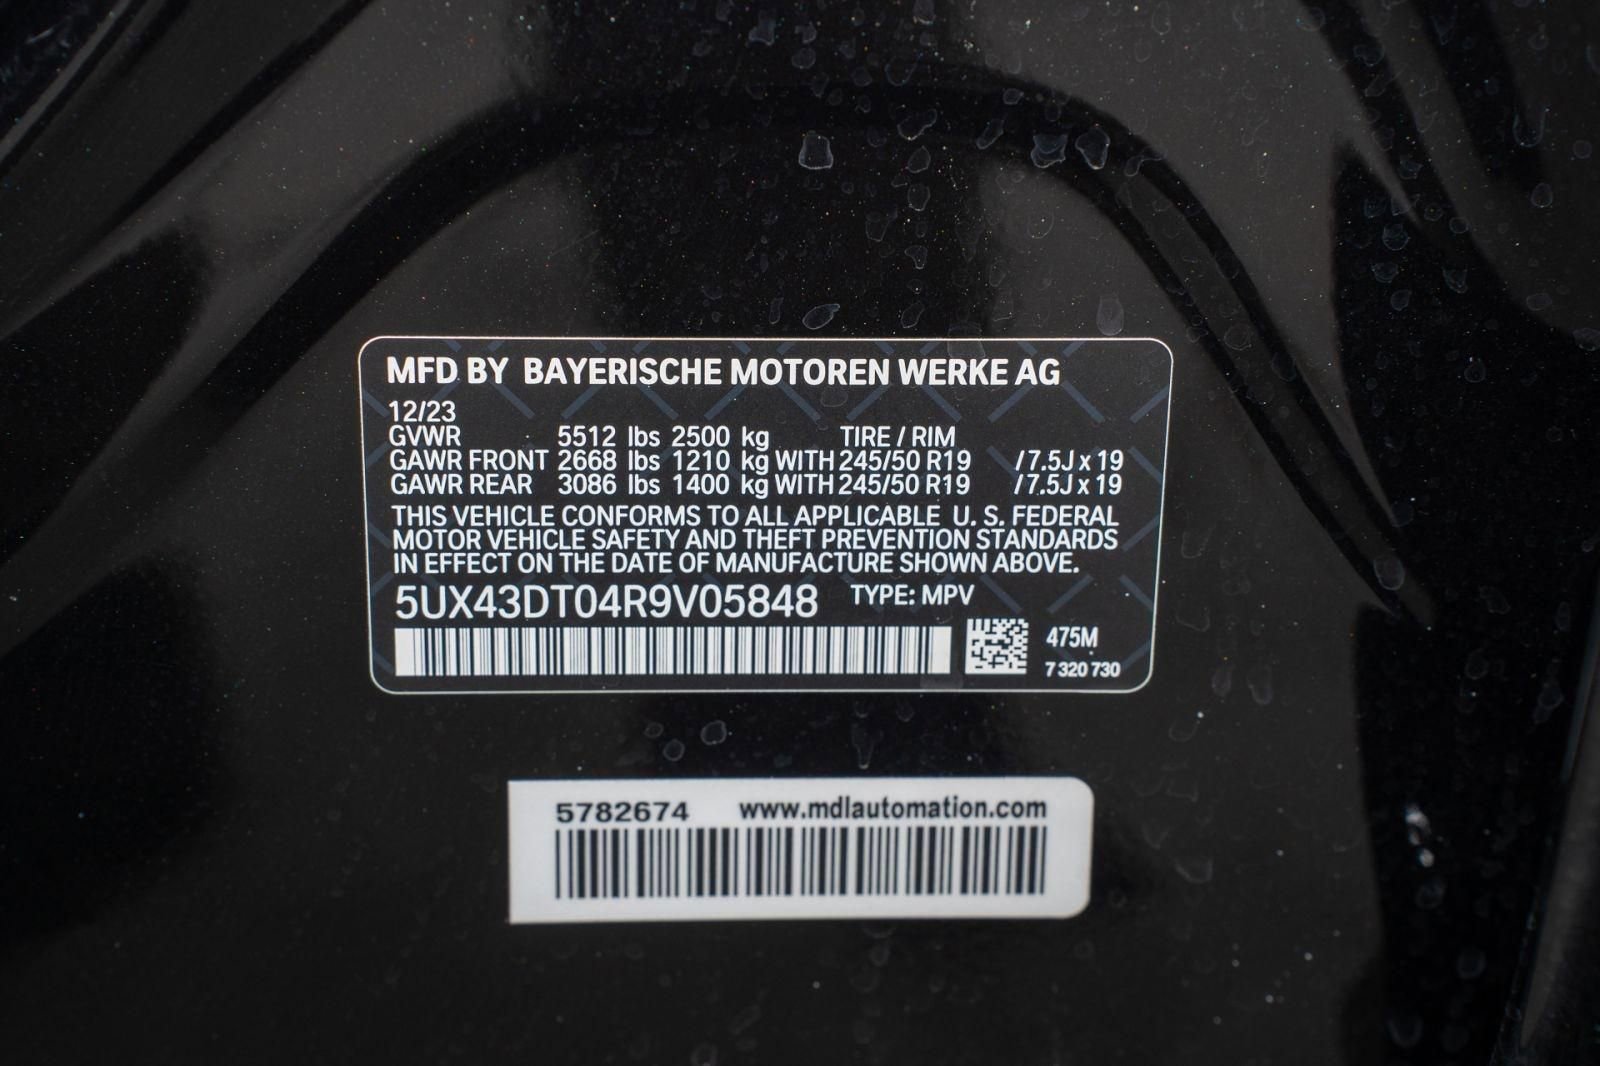 MFD BY BAYERISCHE MOTOREN WERKE AG
12/23
GVWR 5512 lbs 2500 kg TIRE / RIM
GAWR FRONT 2668 lbs 1210 kg WITH 245/50 R19 / 7.5J x 19
GAWR REAR 3086 lbs 1400 kg WITH 245/50 R19 / 7.5J x 19
THIS VEHICLE CONFORMS TO ALL APPLICABLE U. S. FEDERAL
MOTOR VEHICLE SAFETY AND THEFT PREVENTION STANDARDS
IN EFFECT ON THE DATE OF MANUFACTURE SHOWN ABOVE.
5UX43DT04R9V05848 TYPE: MPV
475M
7 320 730
5782674 www.mdlautomation.com